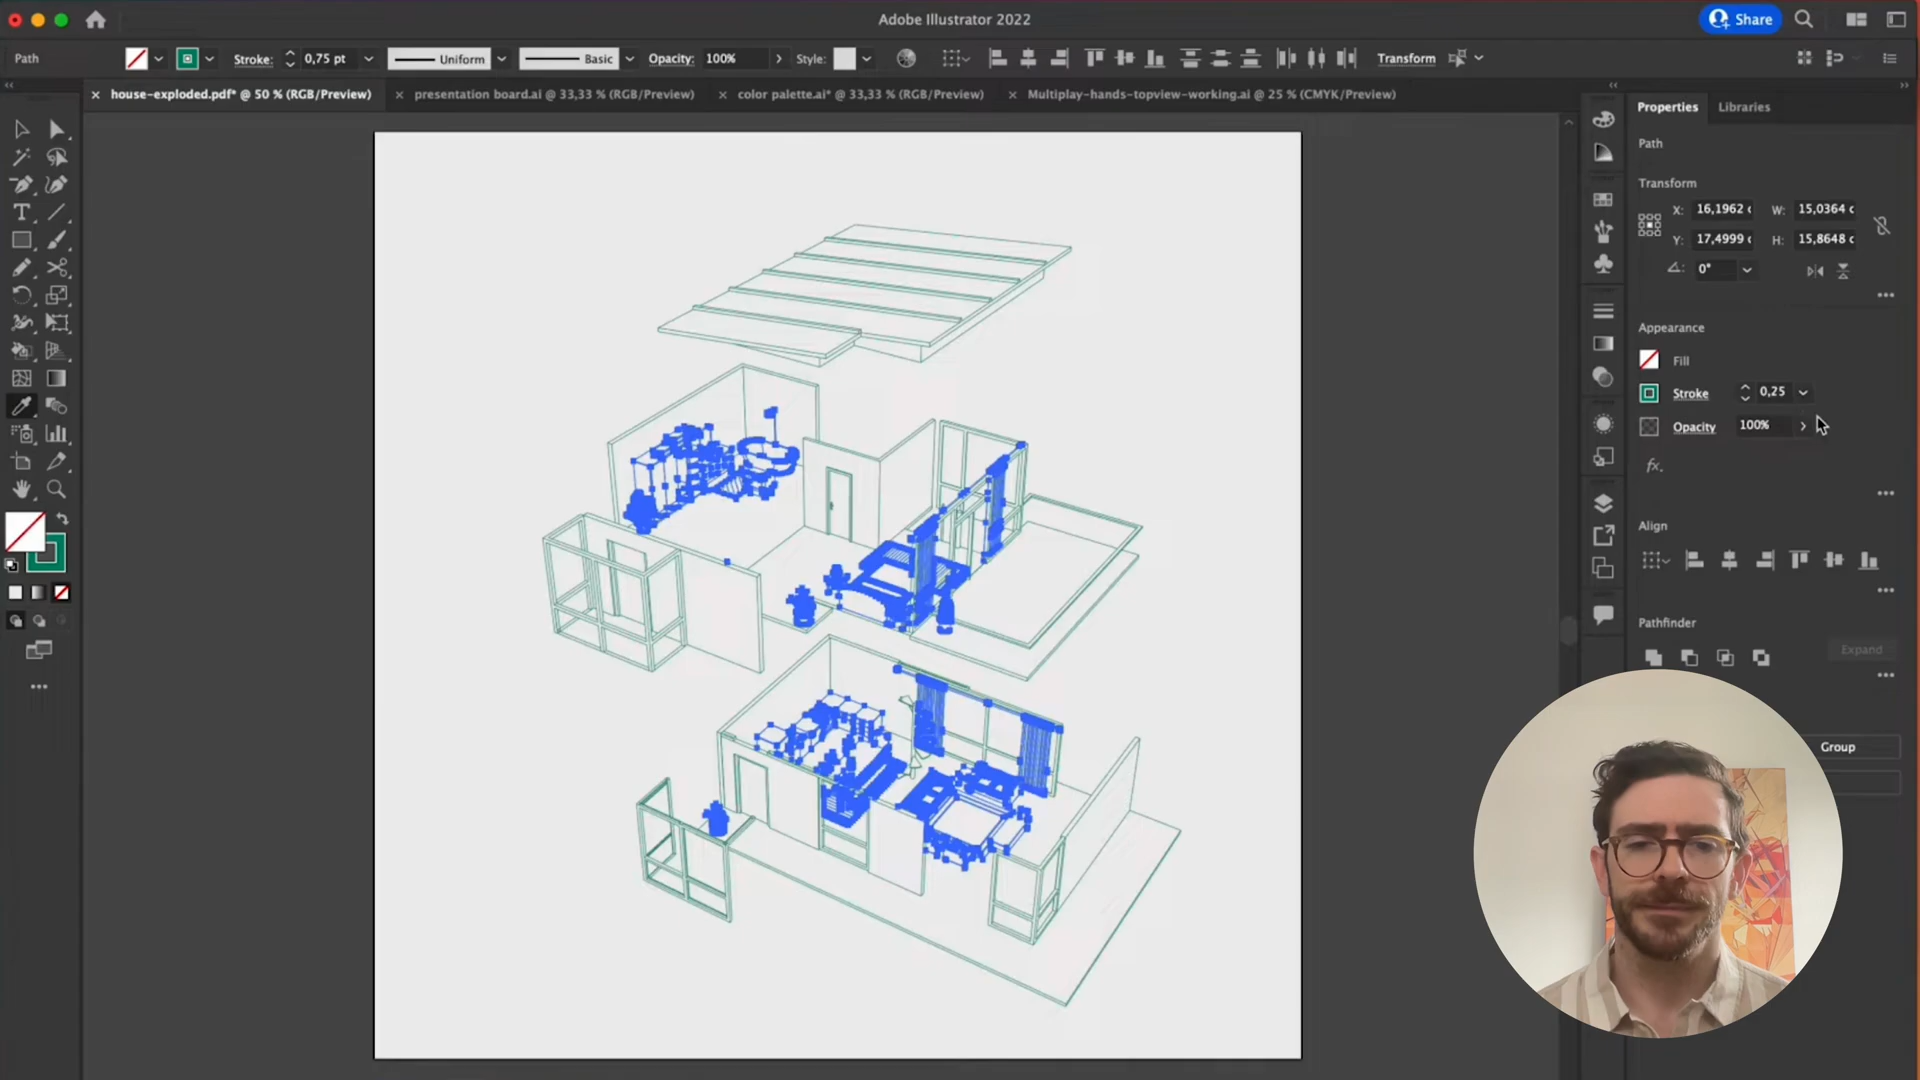 Adobe Illustrator 2022
Share
Path
Stroke:
0,75 pt
Uniform
Basic
Opacity:
100%
Style:
Transform
house-exploded.pdf* @ 50 % (RGB/Preview)
presentation board.ai @ 33,33 % (RGB/Preview)
color palette.ai* @ 33,33 % (RGB/Preview)
Multiplay-hands-topview-working.ai @ 25 % (CMYK/Preview)
Properties
Libraries
Path
Transform
X:
16,1962 c
W:
15,0364 c
Y:
17,4999 c
H:
15,8648 c
0°
Appearance
Fill
Stroke
0,25
Opacity
100%
fx.
Align
Pathfinder
Expand
Group